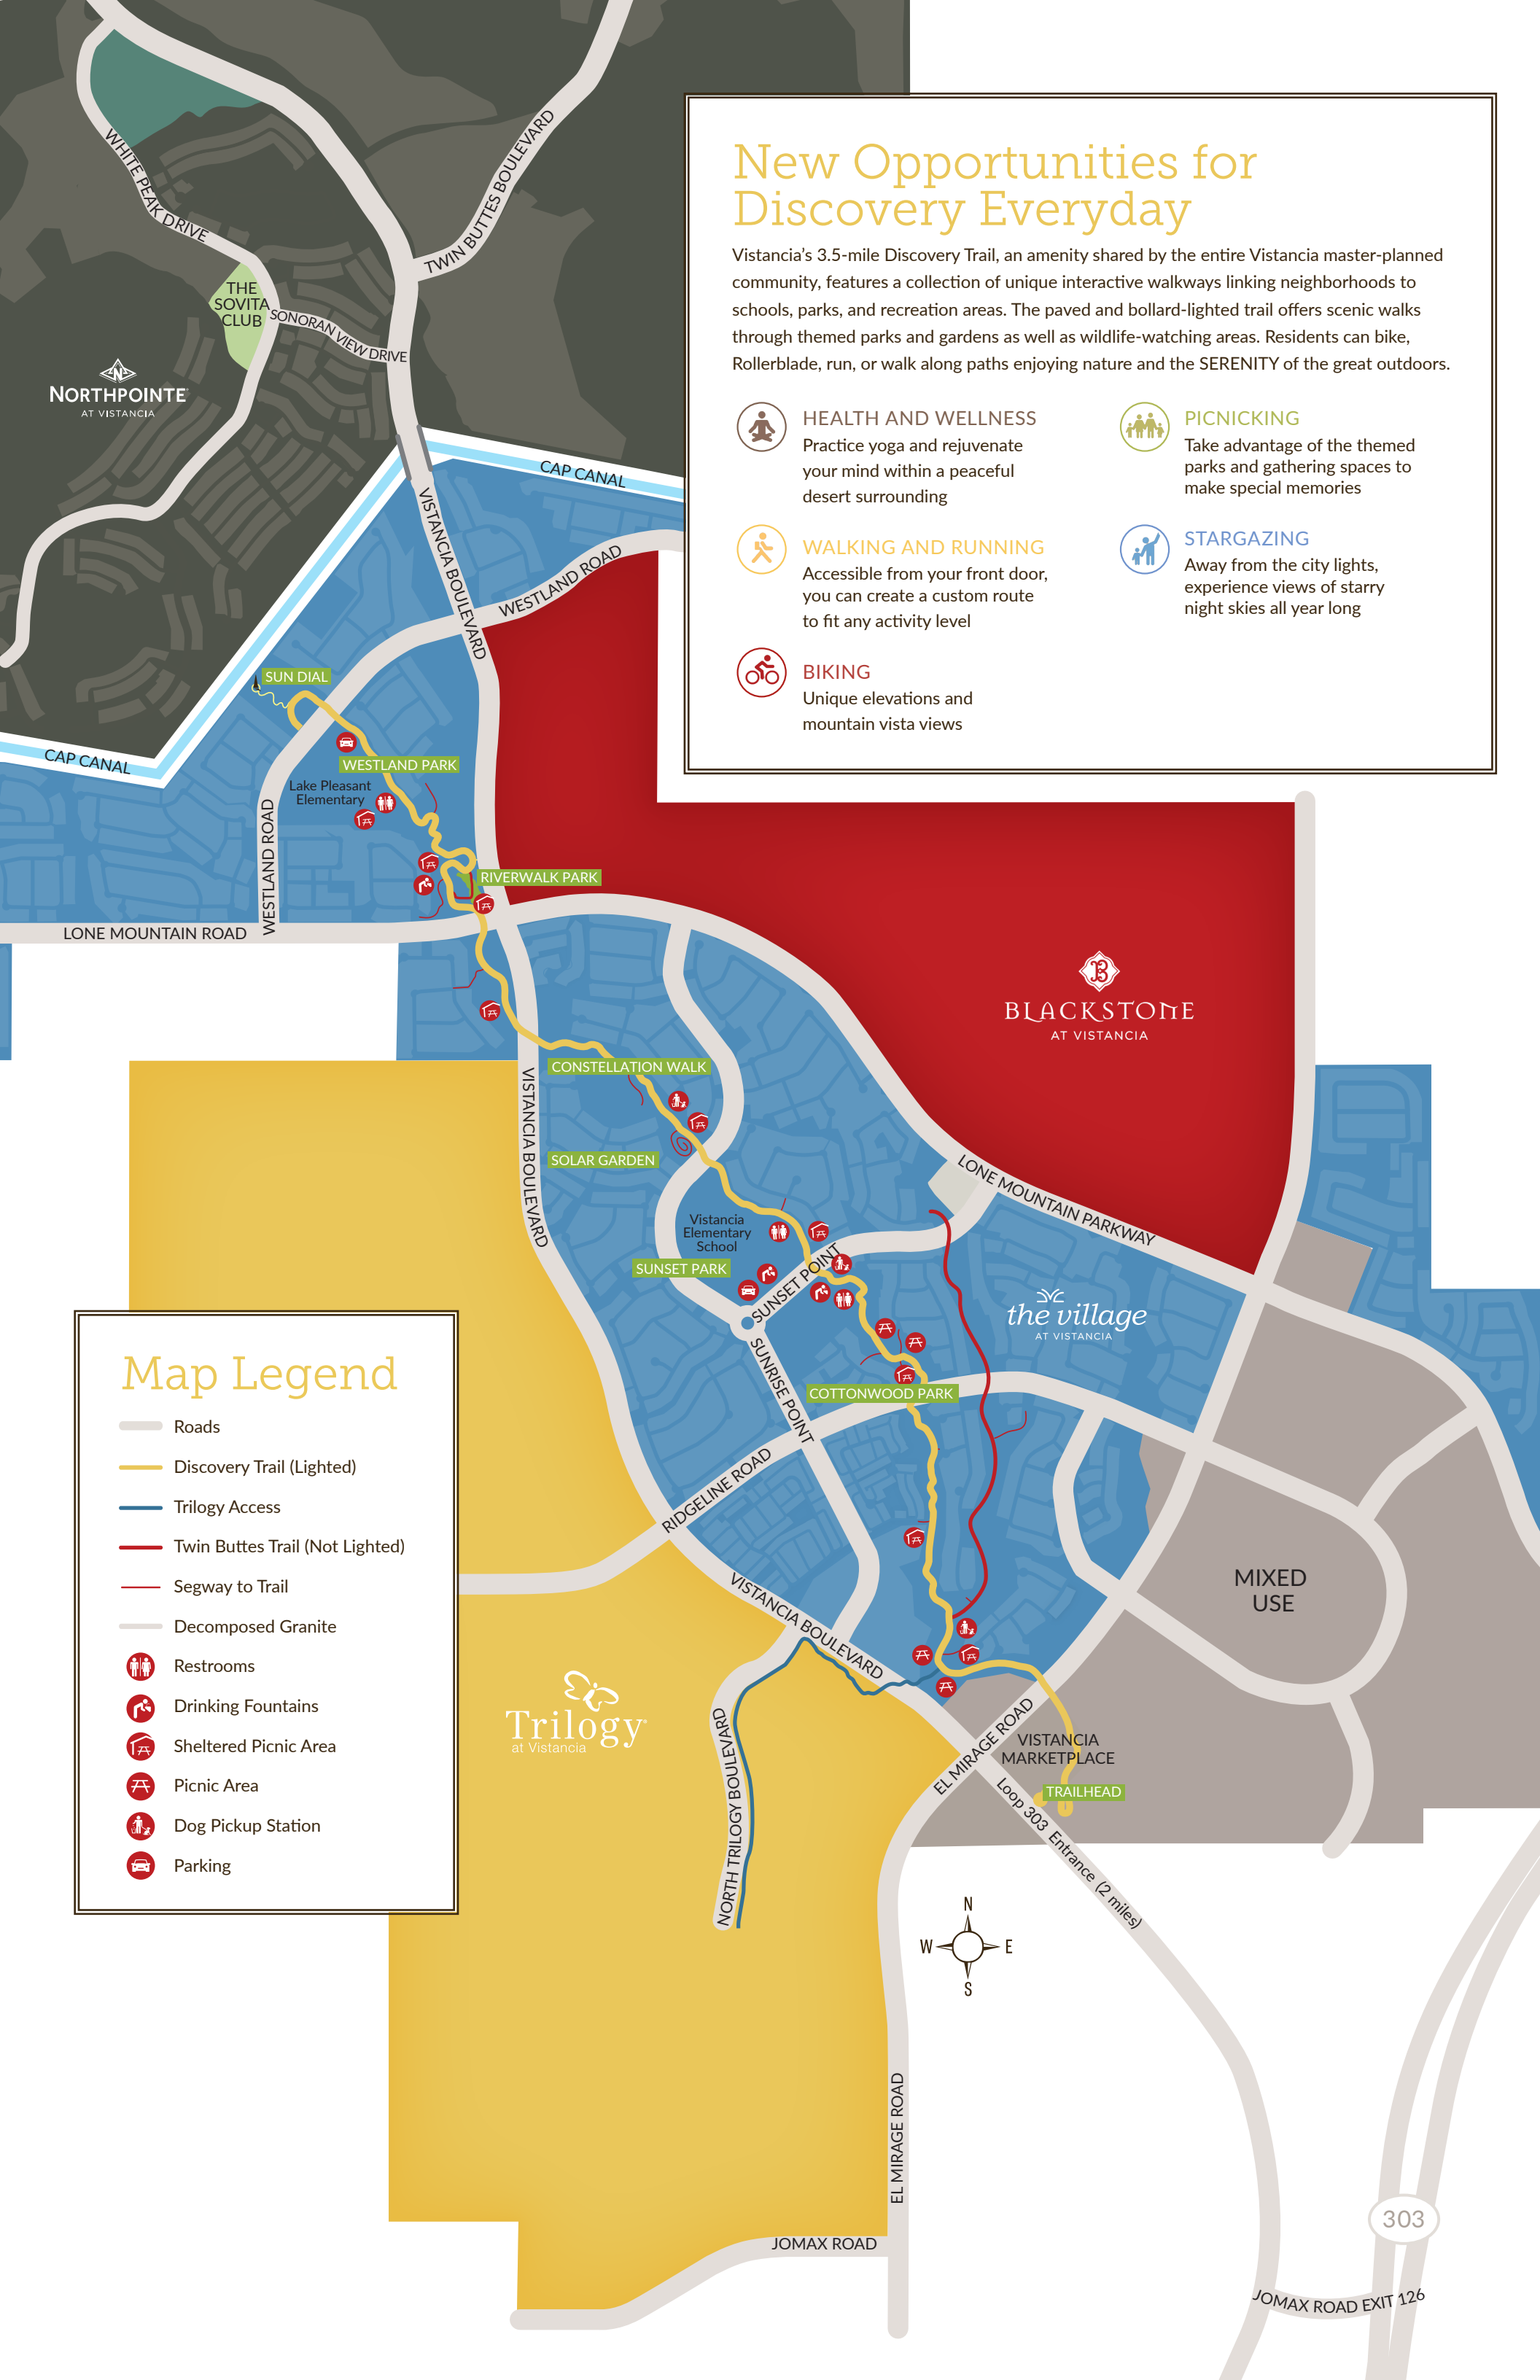 New Opportunities for
Discovery Everyday
Vistancia’s 3.5-mile Discovery Trail, an amenity shared by the entire Vistancia master-planned
community, features a collection of unique interactive walkways linking neighborhoods to
schools, parks, and recreation areas. The paved and bollard-lighted trail offers scenic walks
through themed parks and gardens as well as wildlife-watching areas. Residents can bike,
Rollerblade, run, or walk along paths enjoying nature and the SERENITY of the great outdoors.
HEALTH AND WELLNESS
Practice yoga and rejuvenate
your mind within a peaceful
desert surrounding
WALKING AND RUNNING
Accessible from your front door,
you can create a custom route
to fit any activity level
BIKING
Unique elevations and
mountain vista views
PICNICKING
Take advantage of the themed
parks and gathering spaces to
make special memories
STARGAZING
Away from the city lights,
experience views of starry
night skies all year long
WHITE PEAK DRIVE
TWIN BUTTES BOULEVARD
THE
SOVITA
CLUB
SONORAN VIEW DRIVE
N
NORTHPOINTE
AT VISTANCIA
CAP CANAL
VISTANCIA BOULEVARD
WESTLAND ROAD
SUN DIAL
CAP CANAL
WESTLAND PARK
Lake Pleasant
Elementary
WESTLAND ROAD
RIVERWALK PARK
LONE MOUNTAIN ROAD
B
BLACKSTONE
AT VISTANCIA
CONSTELLATION WALK
VISTANCIA BOULEVARD
SOLAR GARDEN
LONE MOUNTAIN PARKWAY
Vistancia
Elementary
School
SUNSET PARK
SUNSET POINT
the village
AT VISTANCIA
SUNRISE POINT
COTTONWOOD PARK
RIDGELINE ROAD
MIXED
USE
VISTANCIA BOULEVARD
Trilogy®
at Vistancia
NORTH TRILOGY BOULEVARD
EL MIRAGE ROAD
VISTANCIA
MARKETPLACE
TRAILHEAD
Loop 303 Entrance (2 miles)
Map Legend
Roads
Discovery Trail (Lighted)
Trilogy Access
Twin Buttes Trail (Not Lighted)
Segway to Trail
Decomposed Granite
Restrooms
Drinking Fountains
Sheltered Picnic Area
Picnic Area
Dog Pickup Station
Parking
N
W
E
S
EL MIRAGE ROAD
JOMAX ROAD
303
JOMAX ROAD EXIT 126